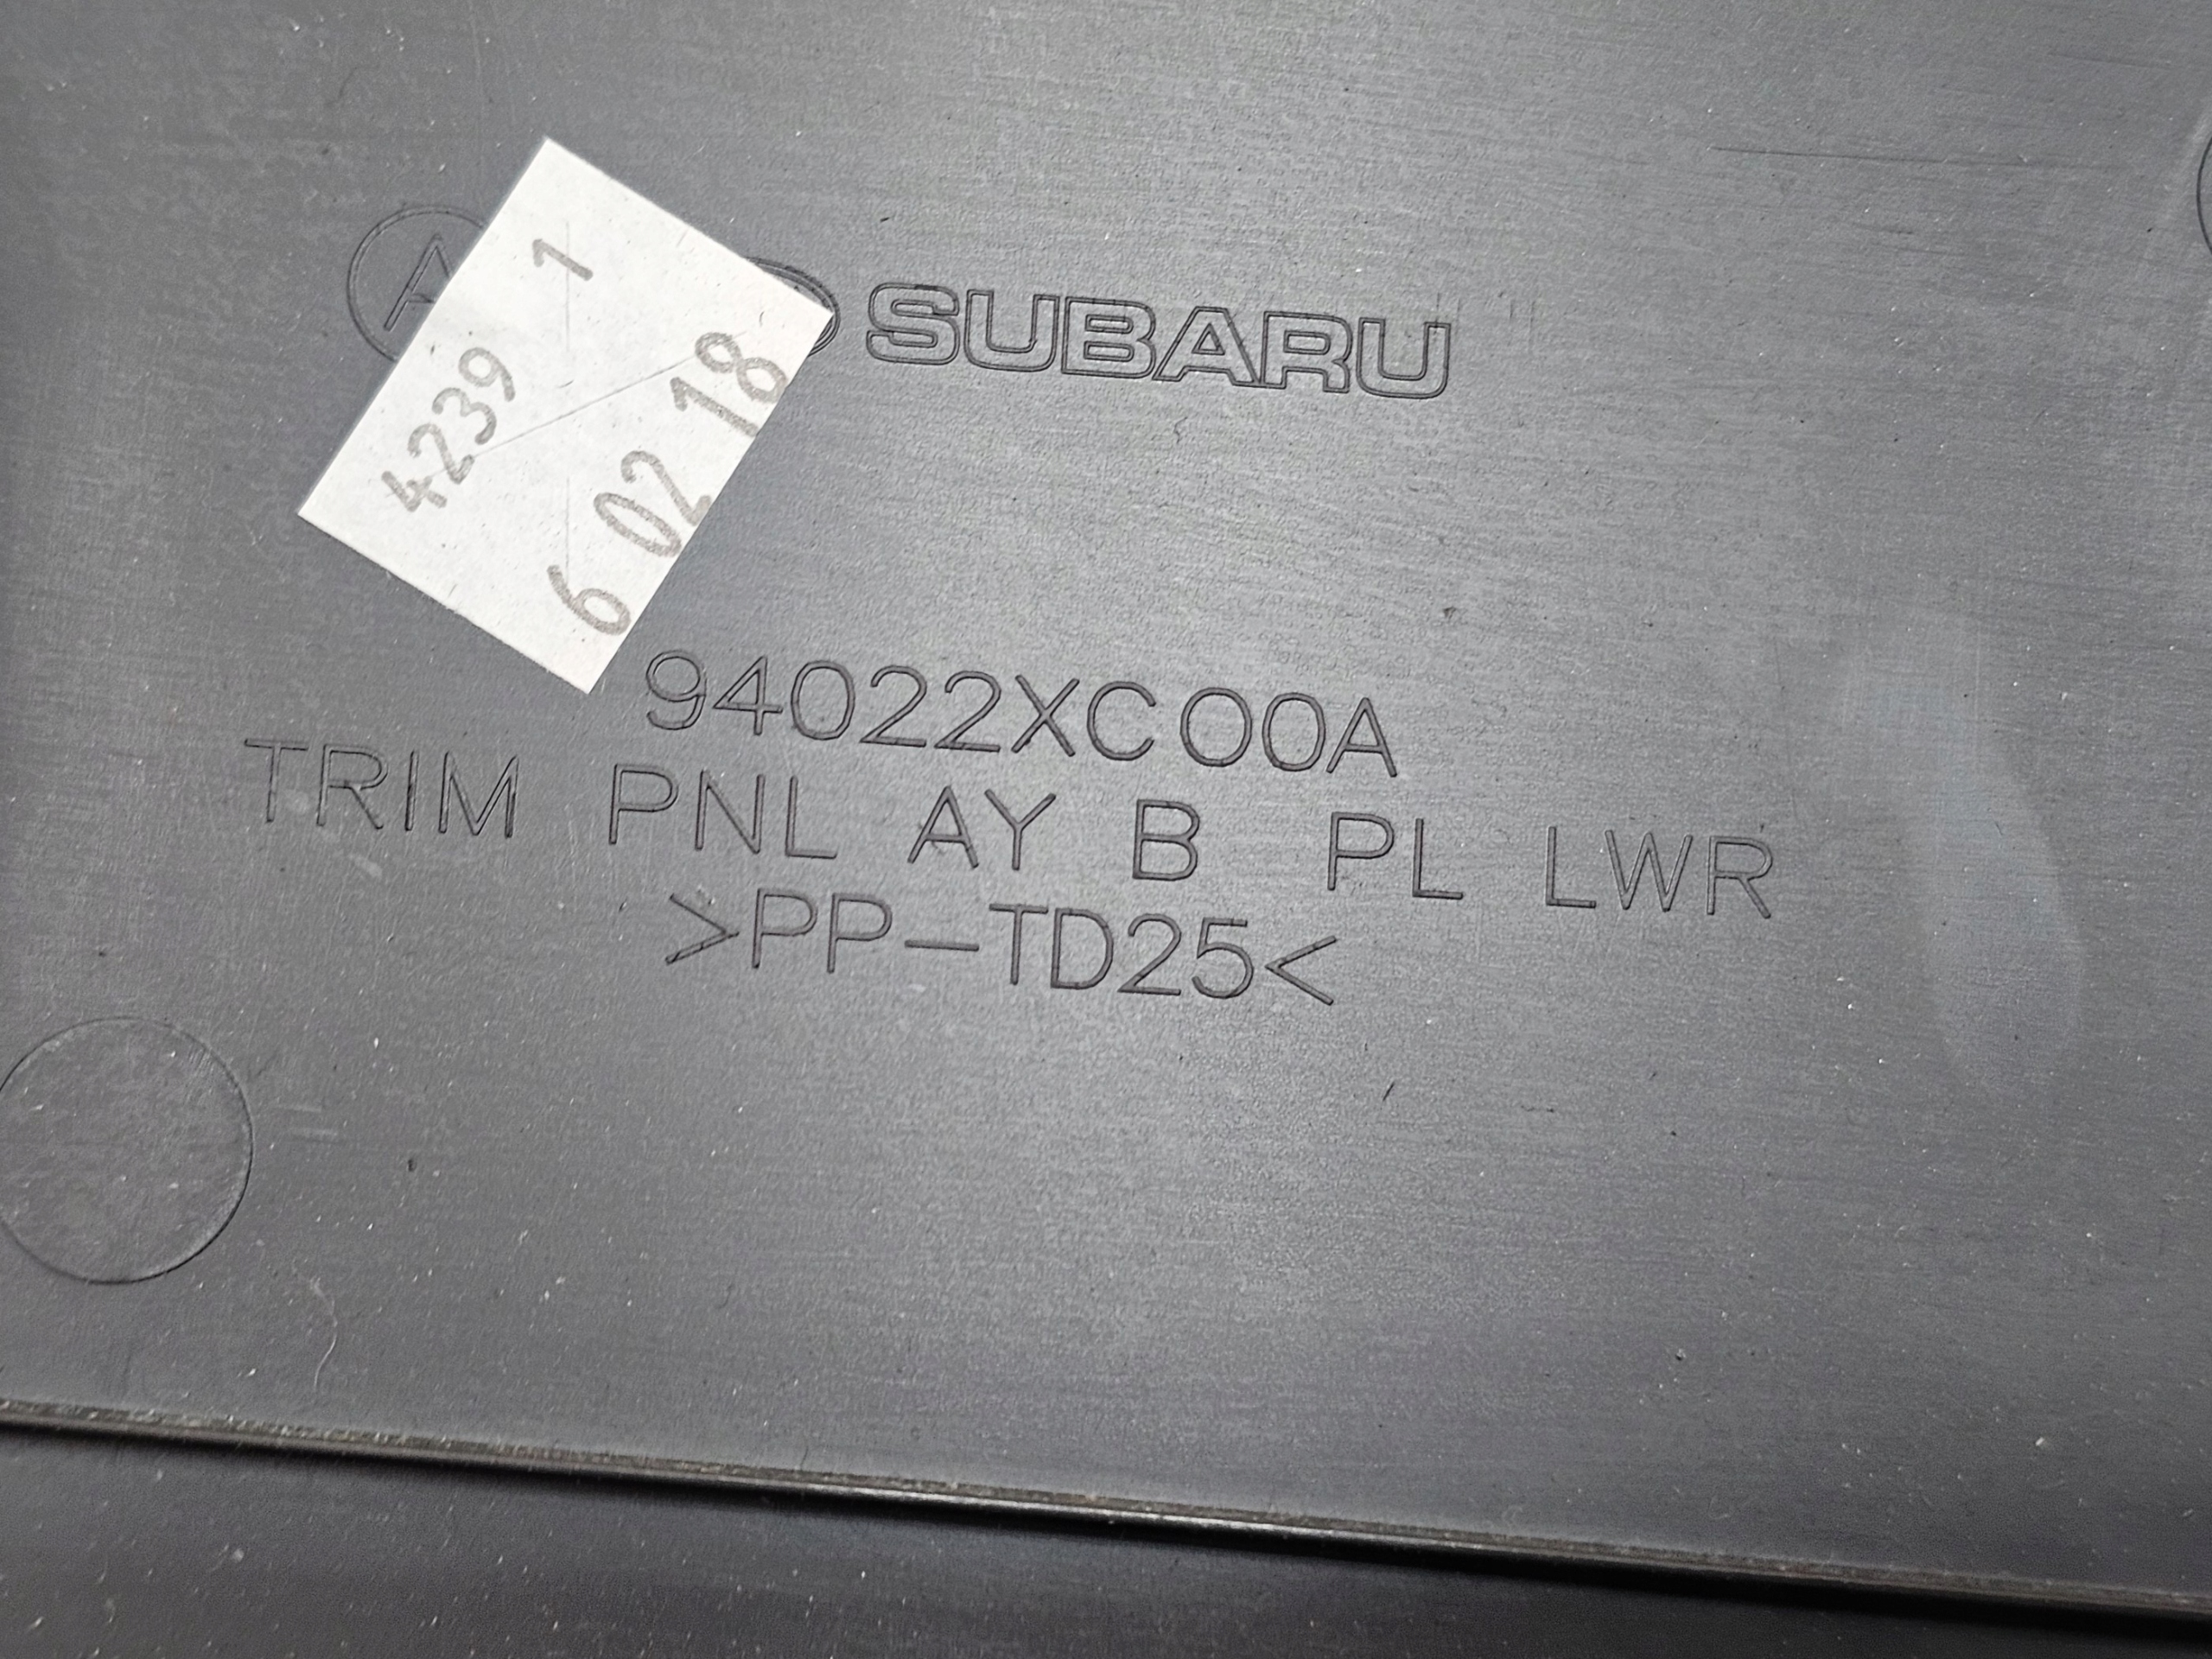 A
SUBARU
4239 1
6 02 18
94022XC00A
TRIM PNL AY B PL LWR
>PP-TD25<